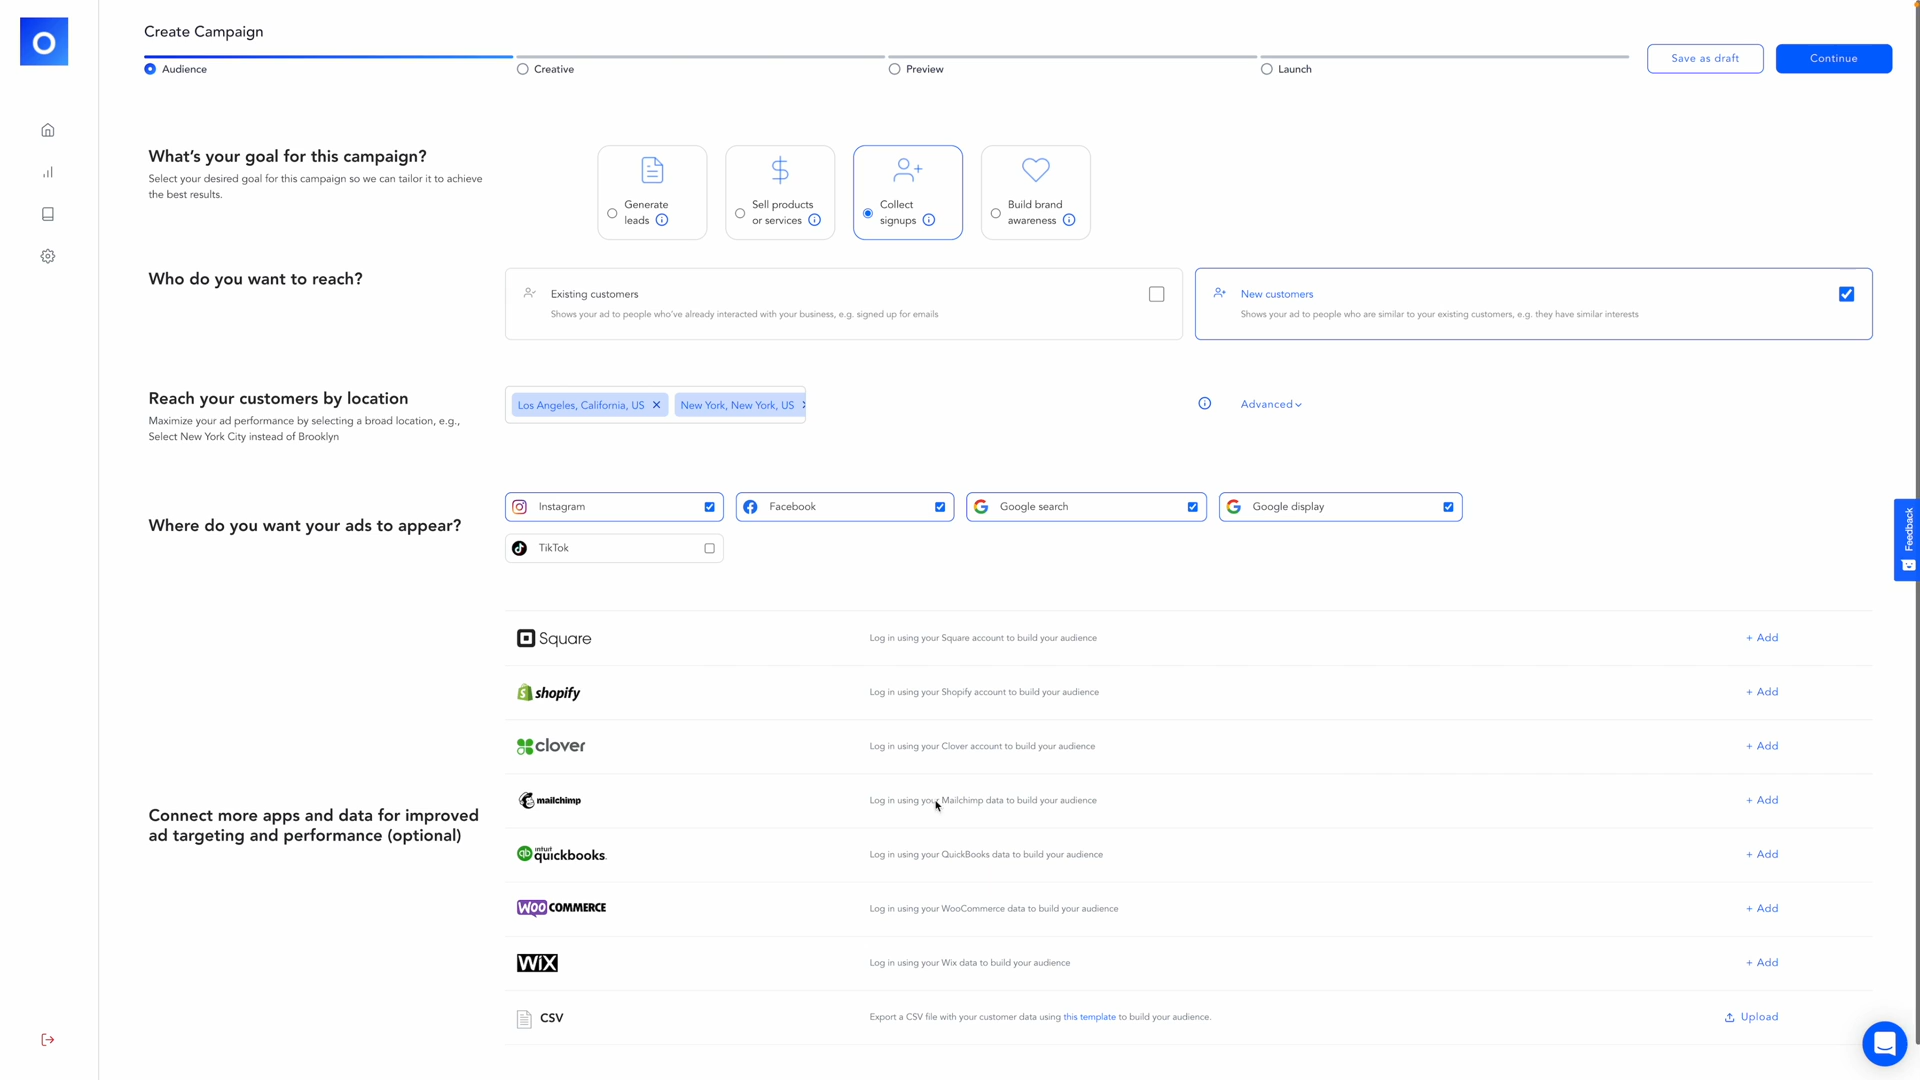 Create Campaign
Audience
Creative
Preview
Launch
Save as draft
Continue
What's your goal for this campaign?
Select your desired goal for this campaign so we can tailor it to achieve
the best results.
Generate
leads
Sell products
or services
Collect
signups
Build brand
awareness
Who do you want to reach?
Existing customers
Shows your ad to people who've already interacted with your business, e.g. signed up for emails
New customers
Shows your ad to people who are similar to your existing customers, e.g. they have similar interests
Reach your customers by location
Maximize your ad performance by selecting a broad location, e.g.,
Select New York City instead of Brooklyn
Los Angeles, California, US
New York, New York, US
Advanced
Where do you want your ads to appear?
Instagram
Facebook
Google search
Google display
TikTok
Feedback
Connect more apps and data for improved
ad targeting and performance (optional)
Square
Log in using your Square account to build your audience
+ Add
shopify
Log in using your Shopify account to build your audience
+ Add
clover
Log in using your Clover account to build your audience
+ Add
mailchimp
Log in using your Mailchimp data to build your audience
+ Add
intuit
qb quickbooks.
Log in using your QuickBooks data to build your audience
+ Add
WOO COMMERCE
Log in using your WooCommerce data to build your audience
+ Add
WiX
Log in using your Wix data to build your audience
+ Add
CSV
Export a CSV file with your customer data using this template to build your audience.
Upload